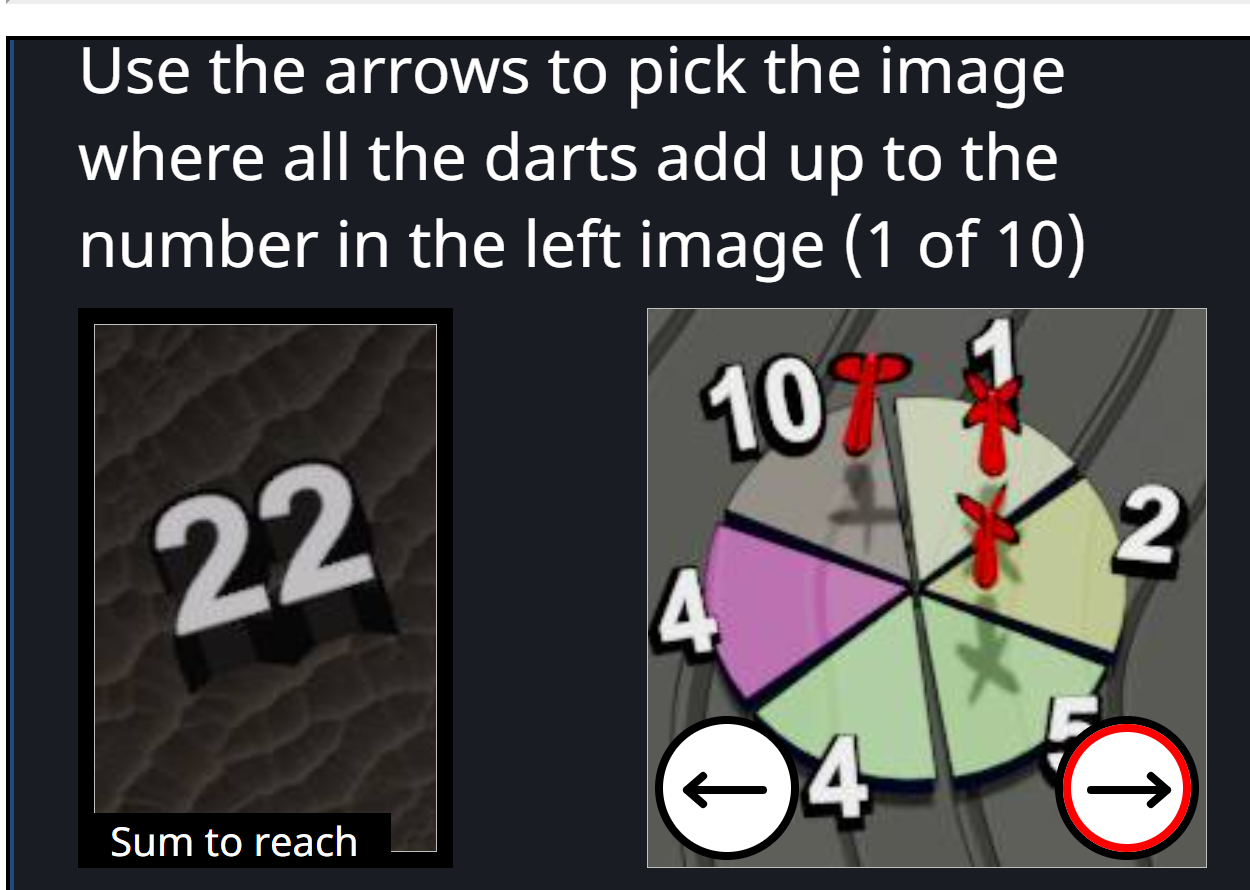 Use the arrows to pick the image
where all the darts add up to the
number in the left image (1 of 10)
22
Sum to reach
10
1
2
4
4
5